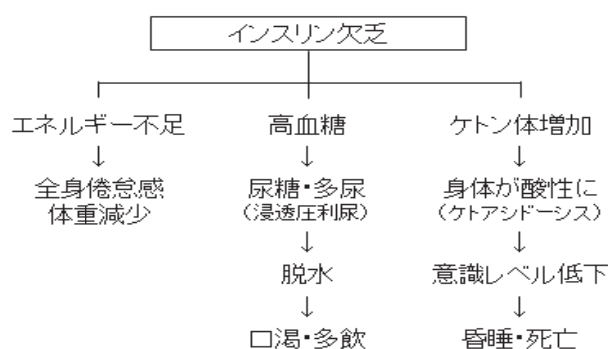 インスリン欠乏
エネルギー不足
高血糖
ケトン体増加
↓
↓
↓
全身倦怠感
体重減少
尿糖・多尿
(浸透圧利尿)
身体が酸性に
(ケトアシドーシス)
↓
↓
脱水
意識レベル低下
↓
↓
口渇・多飲
昏睡・死亡